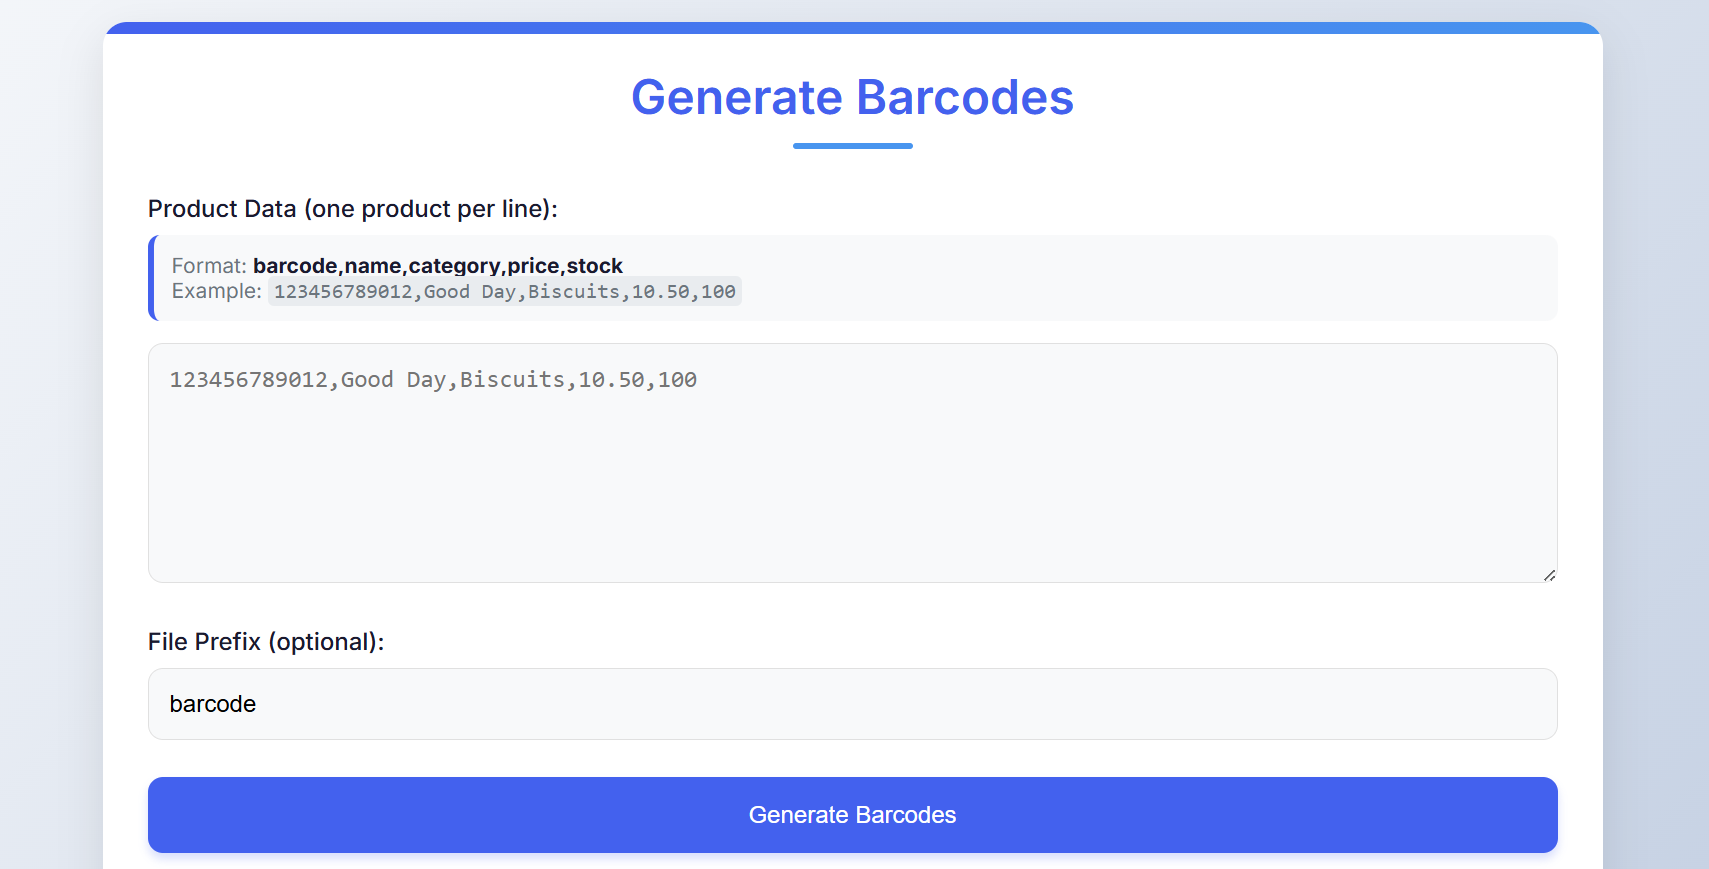 Generate Barcodes
Product Data (one product per line):
Format: barcode,name,category,price,stock
Example: 123456789012,Good Day,Biscuits,10.50,100
123456789012,Good Day,Biscuits,10.50,100
File Prefix (optional):
barcode
Generate Barcodes